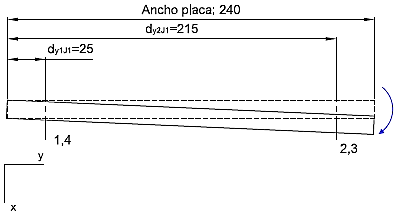 Ancho placa; 240
dy2J1=215
dy1J1=25
1,4
2,3
y
x